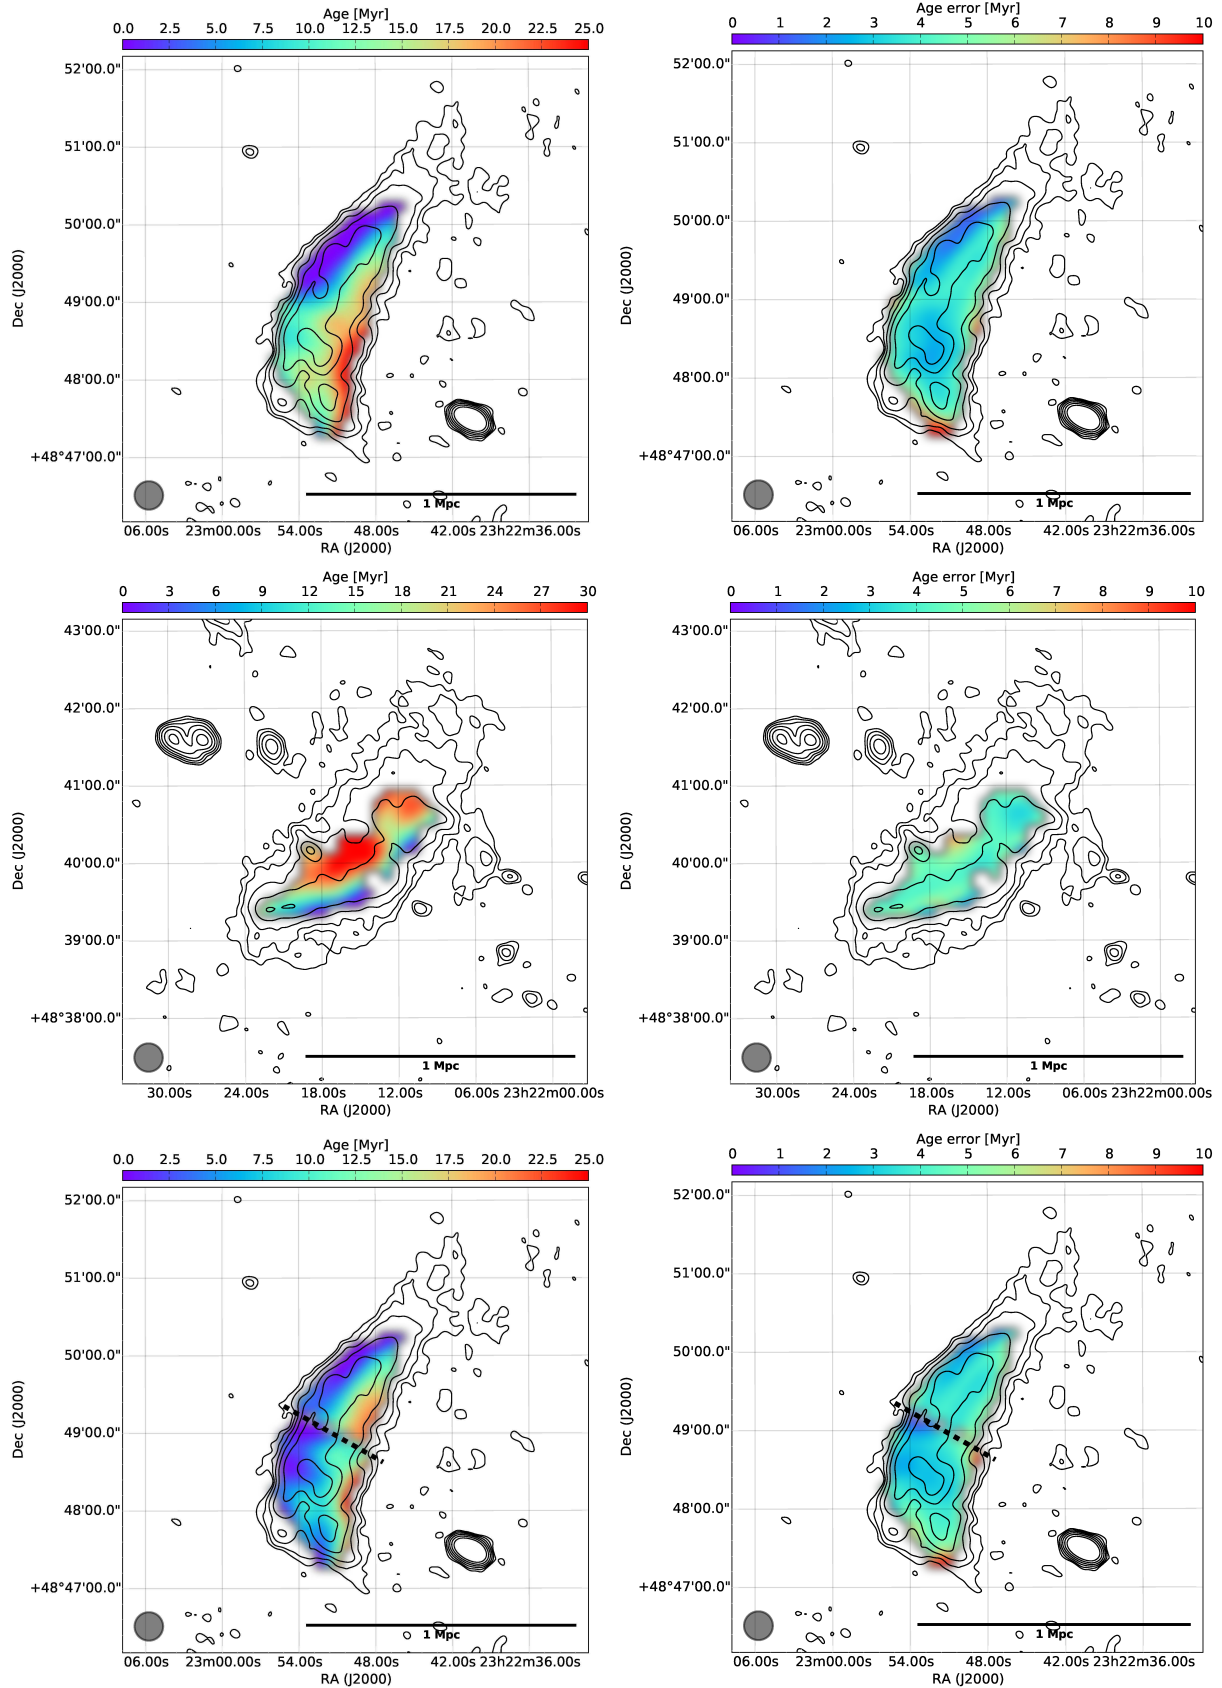 Age [Myr]
0.0 2.5 5.0 7.5 10.0 12.5 15.0 17.5 20.0 22.5 25.0
52'00.0"
51'00.0"
50'00.0"
49'00.0"
48'00.0"
+48°47'00.0"
Dec (J2000)
1 Mpc
06.00s 23m00.00s 54.00s 48.00s 42.00s 23h22m36.00s
RA (J2000)
Age error [Myr]
0 1 2 3 4 5 6 7 8 9 10
52'00.0"
51'00.0"
50'00.0"
49'00.0"
48'00.0"
+48°47'00.0"
Dec (J2000)
1 Mpc
06.00s 23m00.00s 54.00s 48.00s 42.00s 23h22m36.00s
RA (J2000)
Age [Myr]
0 3 6 9 12 15 18 21 24 27 30
43'00.0"
42'00.0"
41'00.0"
40'00.0"
39'00.0"
+48°38'00.0"
Dec (J2000)
1 Mpc
30.00s 24.00s 18.00s 12.00s 06.00s 23h22m00.00s
RA (J2000)
Age error [Myr]
0 1 2 3 4 5 6 7 8 9 10
43'00.0"
42'00.0"
41'00.0"
40'00.0"
39'00.0"
+48°38'00.0"
Dec (J2000)
1 Mpc
30.00s 24.00s 18.00s 12.00s 06.00s 23h22m00.00s
RA (J2000)
Age [Myr]
0.0 2.5 5.0 7.5 10.0 12.5 15.0 17.5 20.0 22.5 25.0
52'00.0"
51'00.0"
50'00.0"
49'00.0"
48'00.0"
+48°47'00.0"
Dec (J2000)
1 Mpc
06.00s 23m00.00s 54.00s 48.00s 42.00s 23h22m36.00s
RA (J2000)
Age error [Myr]
0 1 2 3 4 5 6 7 8 9 10
52'00.0"
51'00.0"
50'00.0"
49'00.0"
48'00.0"
+48°47'00.0"
Dec (J2000)
1 Mpc
06.00s 23m00.00s 54.00s 48.00s 42.00s 23h22m36.00s
RA (J2000)